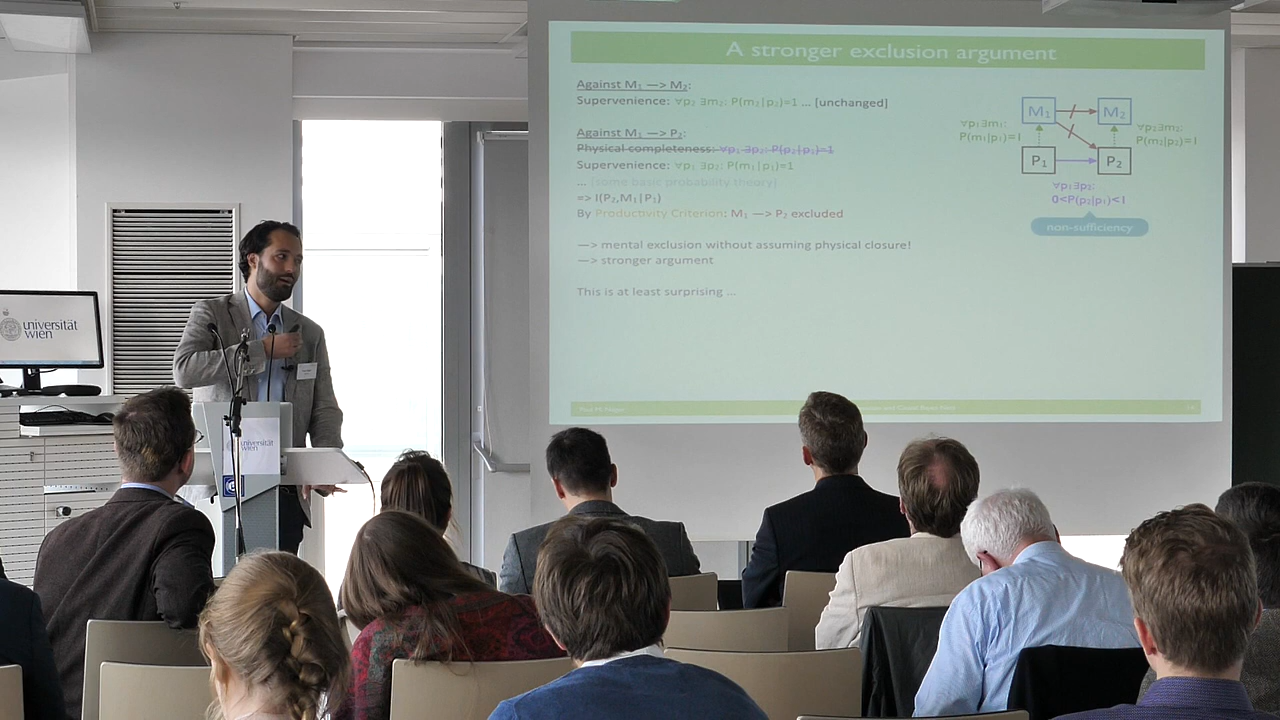 A stronger exclusion argument
Against M₁ —> M₂:
Supervenience: ∀p₂ ∃m₂: P(m₂|p₂)=1 ... [unchanged]
Against M₁ —> P₂:
Physical completeness: ∀p₁ ∃p₂: P(p₂|p₁)=1
Supervenience: ∀p₁ ∃p₂: P(m₁|p₁)=1
... [some basic probability theory]
=> I(P₂,M₁|P₁)
By Productivity Criterion: M₁ —> P₂ excluded
—> mental exclusion without assuming physical closure!
—> stronger argument
This is at least surprising ...
M₁
M₂
∀p₁∃m₁:
P(m₁|p₁)=1
∀p₂∃m₂:
P(m₂|p₂)=1
P₁
P₂
∀p₁∃p₂:
0<P(p₂|p₁)<1
non-sufficiency
universität
wien
universität
wien